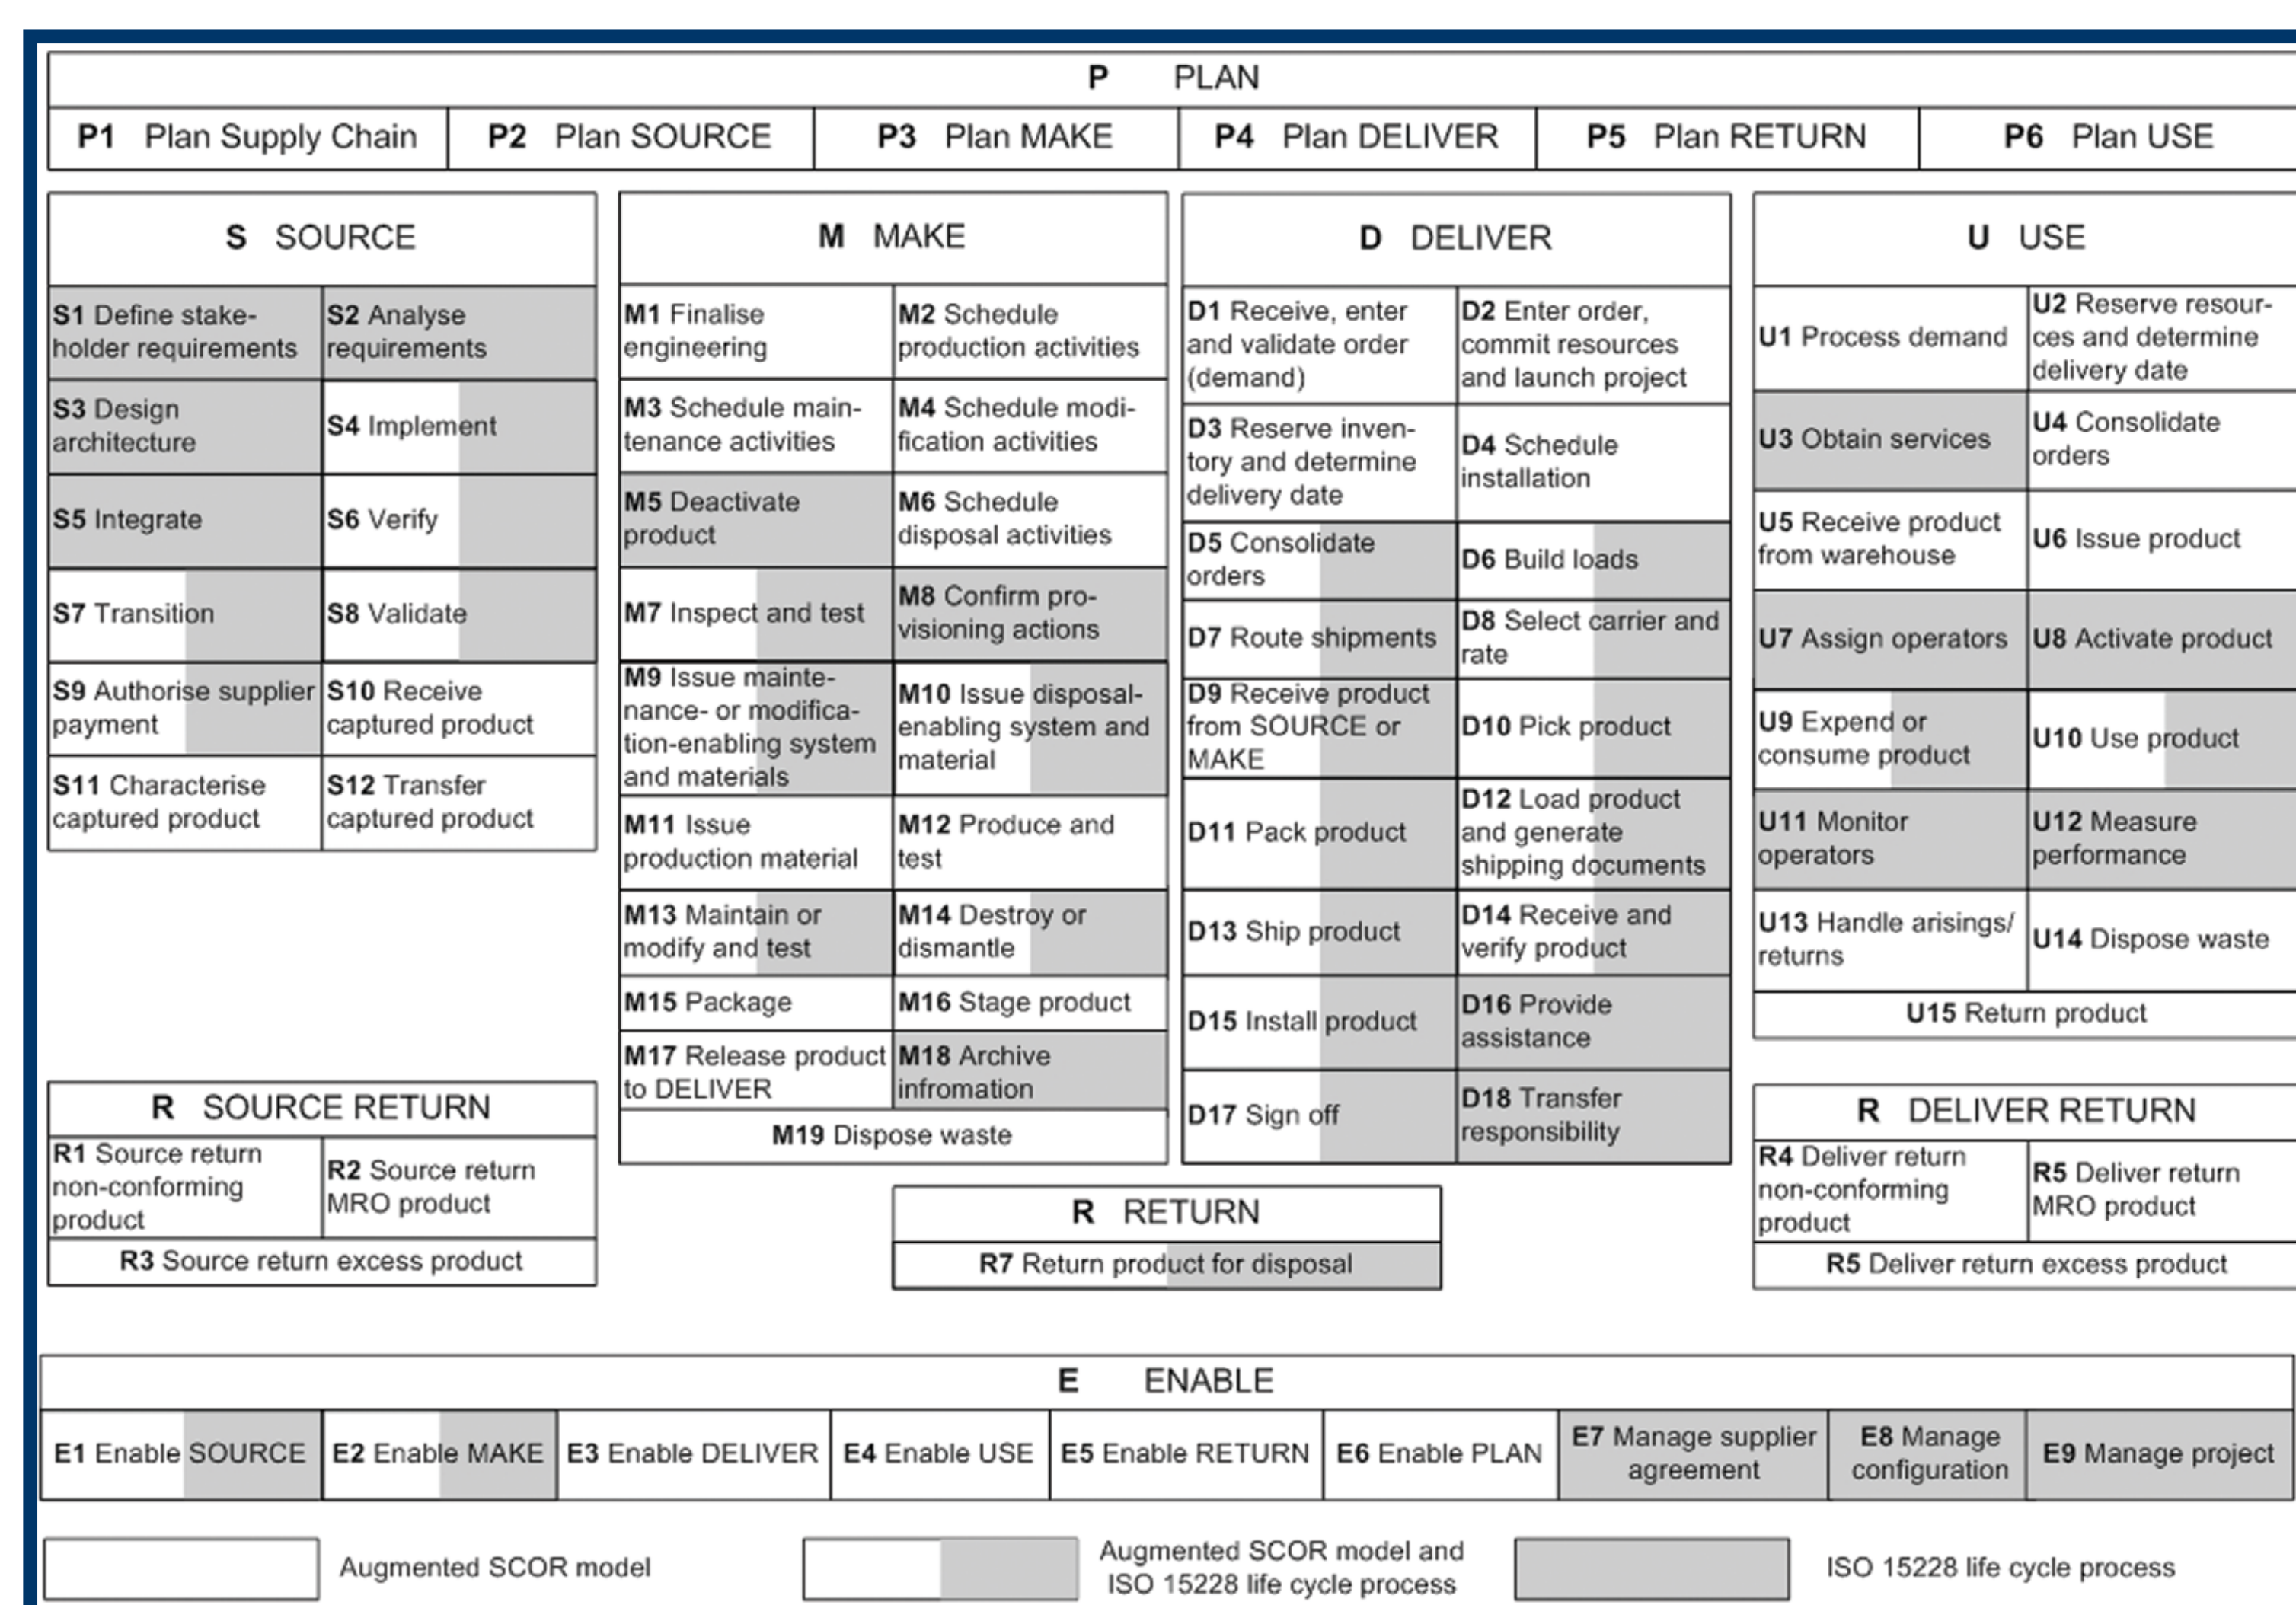 P PLAN
P1 Plan Supply Chain
P2 Plan SOURCE
P3 Plan MAKE
P4 Plan DELIVER
P5 Plan RETURN
P6 Plan USE
S SOURCE
S1 Define stake-
holder requirements
S2 Analyse
requirements
S3 Design
architecture
S4 Implement
S5 Integrate
S6 Verify
S7 Transition
S8 Validate
S9 Authorise supplier
payment
S10 Receive
captured product
S11 Characterise
captured product
S12 Transfer
captured product
R SOURCE RETURN
R1 Source return
non-conforming
product
R2 Source return
MRO product
R3 Source return excess product
M MAKE
M1 Finalise
engineering
M2 Schedule
production activities
M3 Schedule main-
tenance activities
M4 Schedule modi-
fication activities
M5 Deactivate
product
M6 Schedule
disposal activities
M7 Inspect and test
M8 Confirm pro-
visioning actions
M9 Issue mainte-
nance- or modifica-
tion-enabling system
and materials
M10 Issue disposal-
enabling system and
material
M11 Issue
production material
M12 Produce and
test
M13 Maintain or
modify and test
M14 Destroy or
dismantle
M15 Package
M16 Stage product
M17 Release product
to DELIVER
M18 Archive
infromation
M19 Dispose waste
D DELIVER
D1 Receive, enter
and validate order
(demand)
D2 Enter order,
commit resources
and launch project
D3 Reserve inven-
tory and determine
delivery date
D4 Schedule
installation
D5 Consolidate
orders
D6 Build loads
D7 Route shipments
D8 Select carrier and
rate
D9 Receive product
from SOURCE or
MAKE
D10 Pick product
D11 Pack product
D12 Load product
and generate
shipping documents
D13 Ship product
D14 Receive and
verify product
D15 Install product
D16 Provide
assistance
D17 Sign off
D18 Transfer
responsibility
R RETURN
R7 Return product for disposal
U USE
U1 Process demand
U2 Reserve resour-
ces and determine
delivery date
U3 Obtain services
U4 Consolidate
orders
U5 Receive product
from warehouse
U6 Issue product
U7 Assign operators
U8 Activate product
U9 Expend or
consume product
U10 Use product
U11 Monitor
operators
U12 Measure
performance
U13 Handle arisings/
returns
U14 Dispose waste
U15 Return product
R DELIVER RETURN
R4 Deliver return
non-conforming
product
R5 Deliver return
MRO product
R5 Deliver return excess product
E ENABLE
E1 Enable SOURCE
E2 Enable MAKE
E3 Enable DELIVER
E4 Enable USE
E5 Enable RETURN
E6 Enable PLAN
E7 Manage supplier
agreement
E8 Manage
configuration
E9 Manage project
Augmented SCOR model
Augmented SCOR model and
ISO 15228 life cycle process
ISO 15228 life cycle process